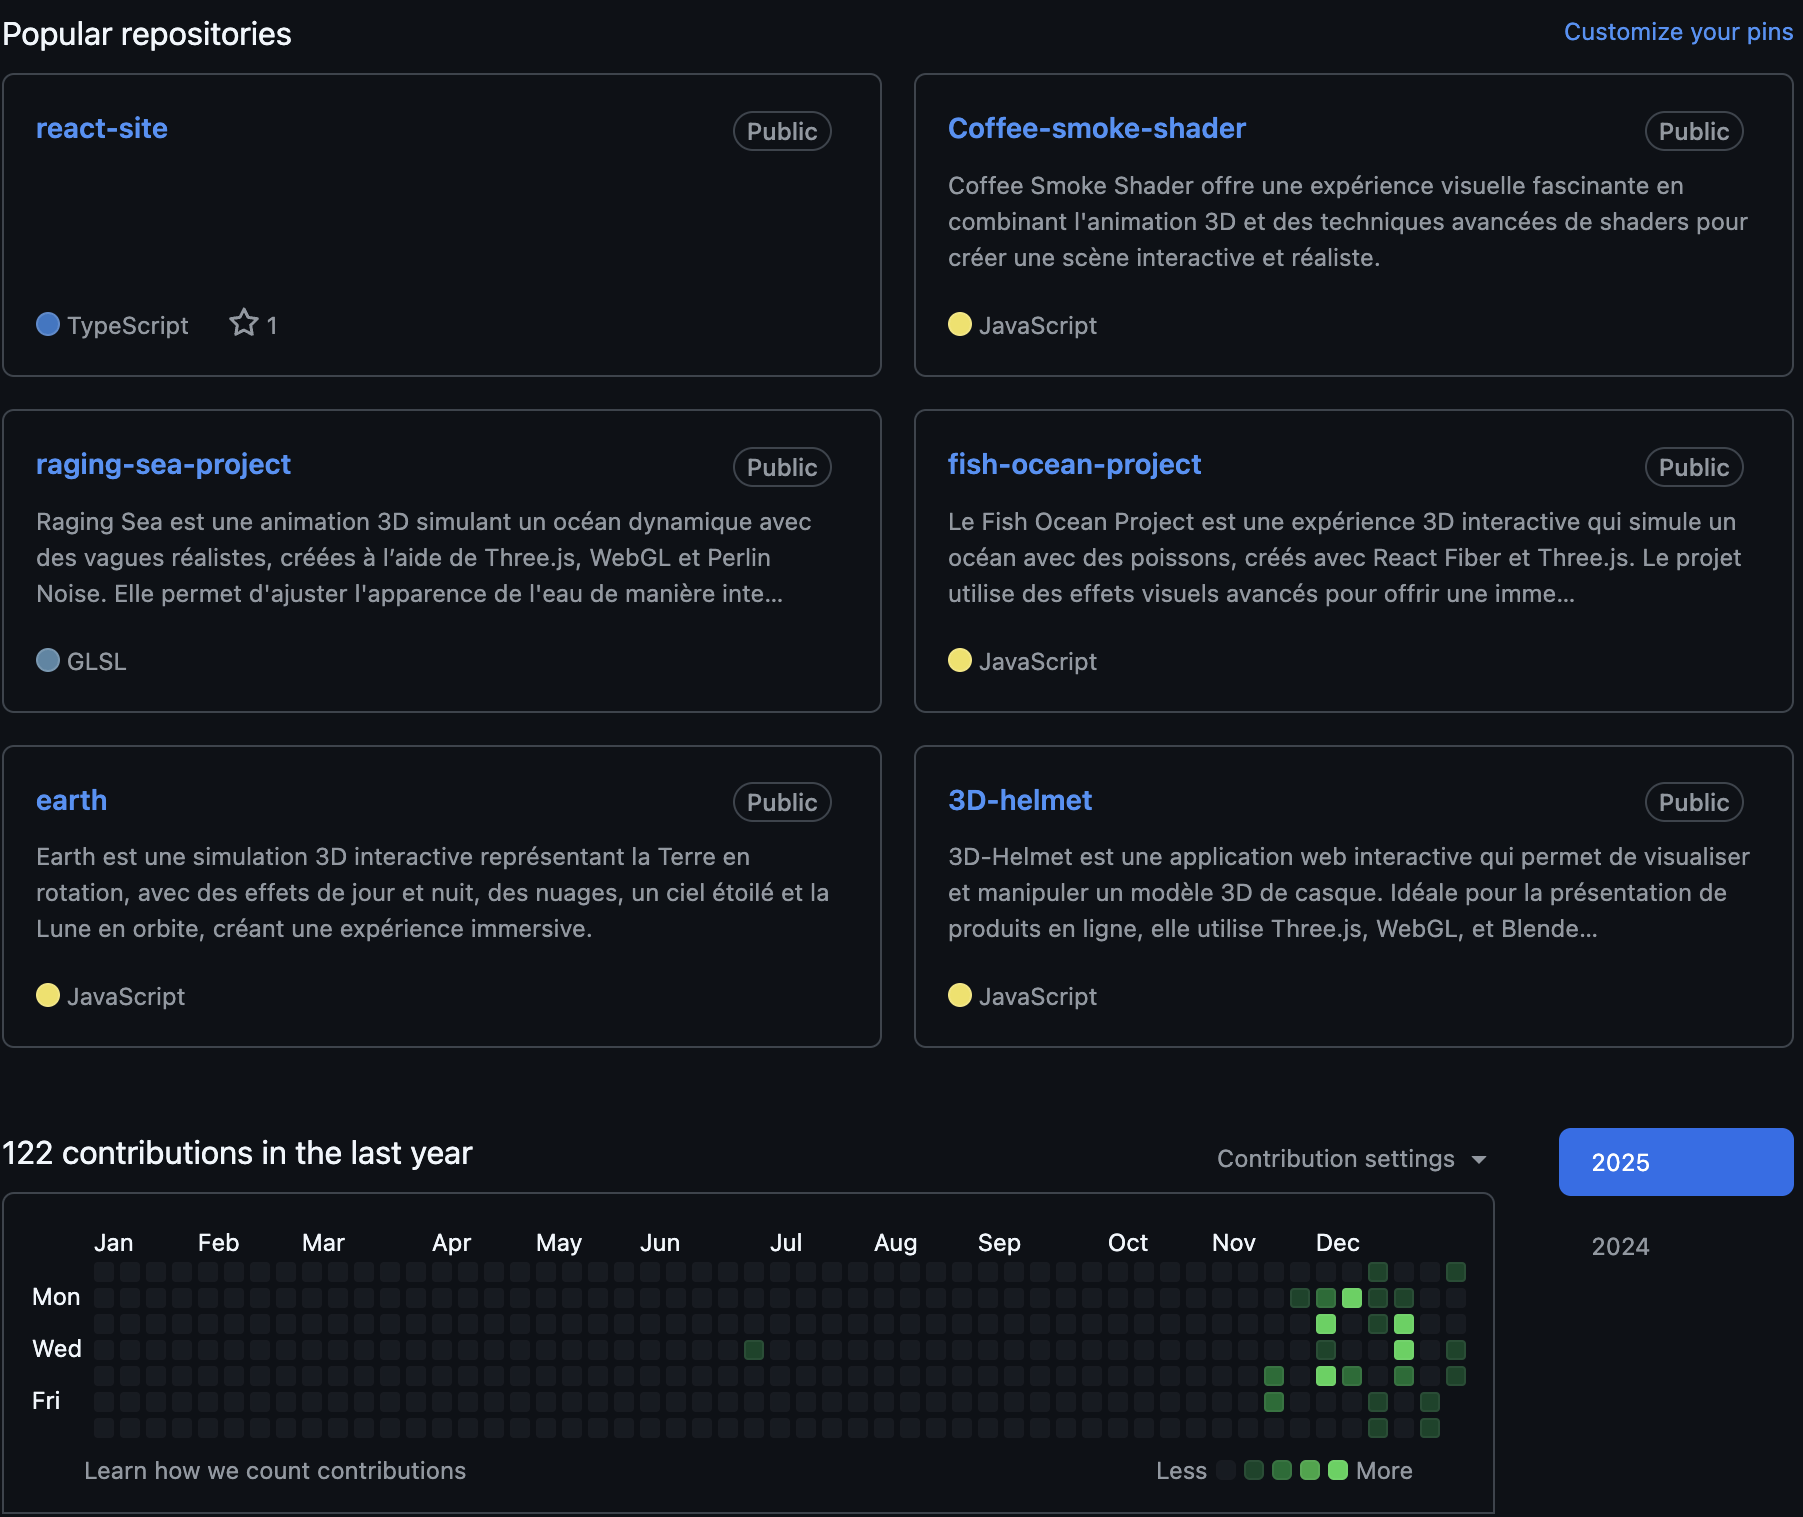 Popular repositories
Customize your pins
react-site
Public
TypeScript
1
Coffee-smoke-shader
Public
Coffee Smoke Shader offre une expérience visuelle fascinante en
combinant l'animation 3D et des techniques avancées de shaders pour
créer une scène interactive et réaliste.
JavaScript
raging-sea-project
Public
Raging Sea est une animation 3D simulant un océan dynamique avec
des vagues réalistes, créées à l’aide de Three.js, WebGL et Perlin
Noise. Elle permet d'ajuster l'apparence de l'eau de manière inte...
GLSL
fish-ocean-project
Public
Le Fish Ocean Project est une expérience 3D interactive qui simule un
océan avec des poissons, créés avec React Fiber et Three.js. Le projet
utilise des effets visuels avancés pour offrir une imme...
JavaScript
earth
Public
Earth est une simulation 3D interactive représentant la Terre en
rotation, avec des effets de jour et nuit, des nuages, un ciel étoilé et la
Lune en orbite, créant une expérience immersive.
JavaScript
3D-helmet
Public
3D-Helmet est une application web interactive qui permet de visualiser
et manipuler un modèle 3D de casque. Idéale pour la présentation de
produits en ligne, elle utilise Three.js, WebGL, et Blende...
JavaScript
122 contributions in the last year
Contribution settings
2025
2024
Jan Feb Mar Apr May Jun Jul Aug Sep Oct Nov Dec
Mon
Wed
Fri
Learn how we count contributions
Less More